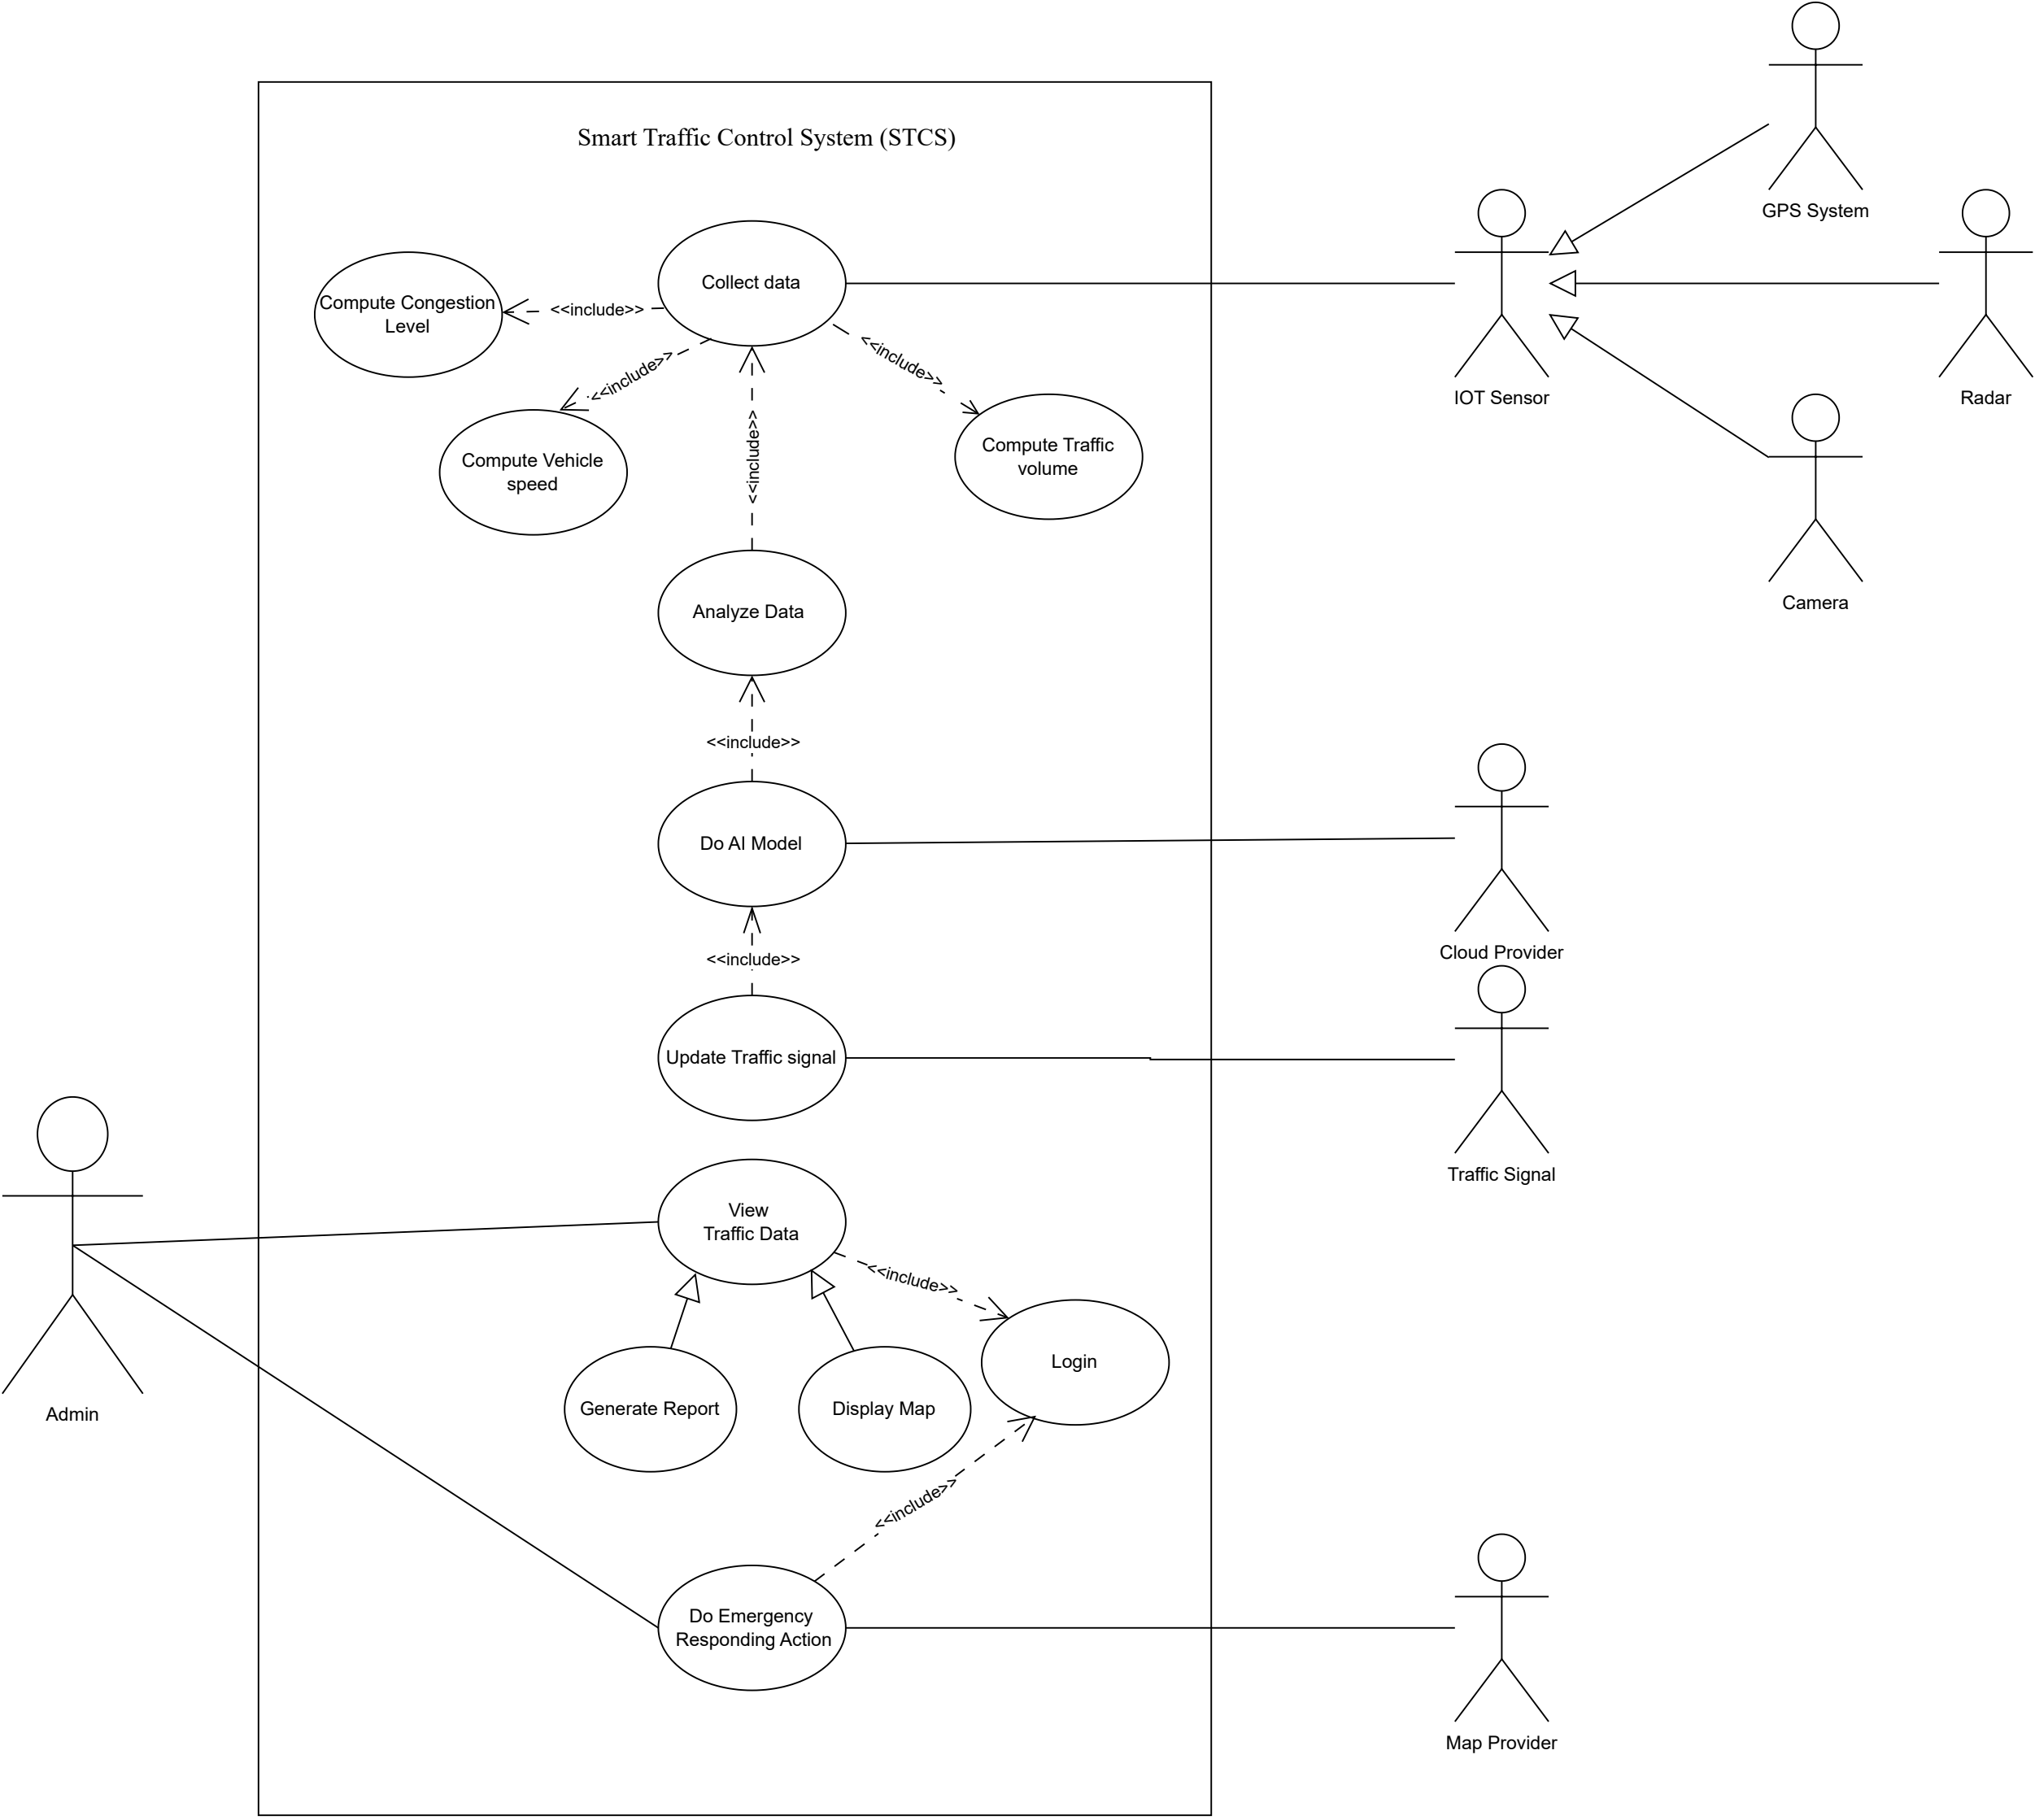 Smart Traffic Control System (STCS)
GPS System
Collect data
Compute Congestion
Level
<<include>>
<<include>>
<<include>>
IOT Sensor
Radar
Compute Vehicle
speed
<<include>>
Compute Traffic
volume
Analyze Data
Camera
<<include>>
Do AI Model
Cloud Provider
<<include>>
Update Traffic signal
Traffic Signal
View
Traffic Data
<<include>>
Login
Admin
Generate Report
Display Map
<<include>>
Do Emergency
Responding Action
Map Provider